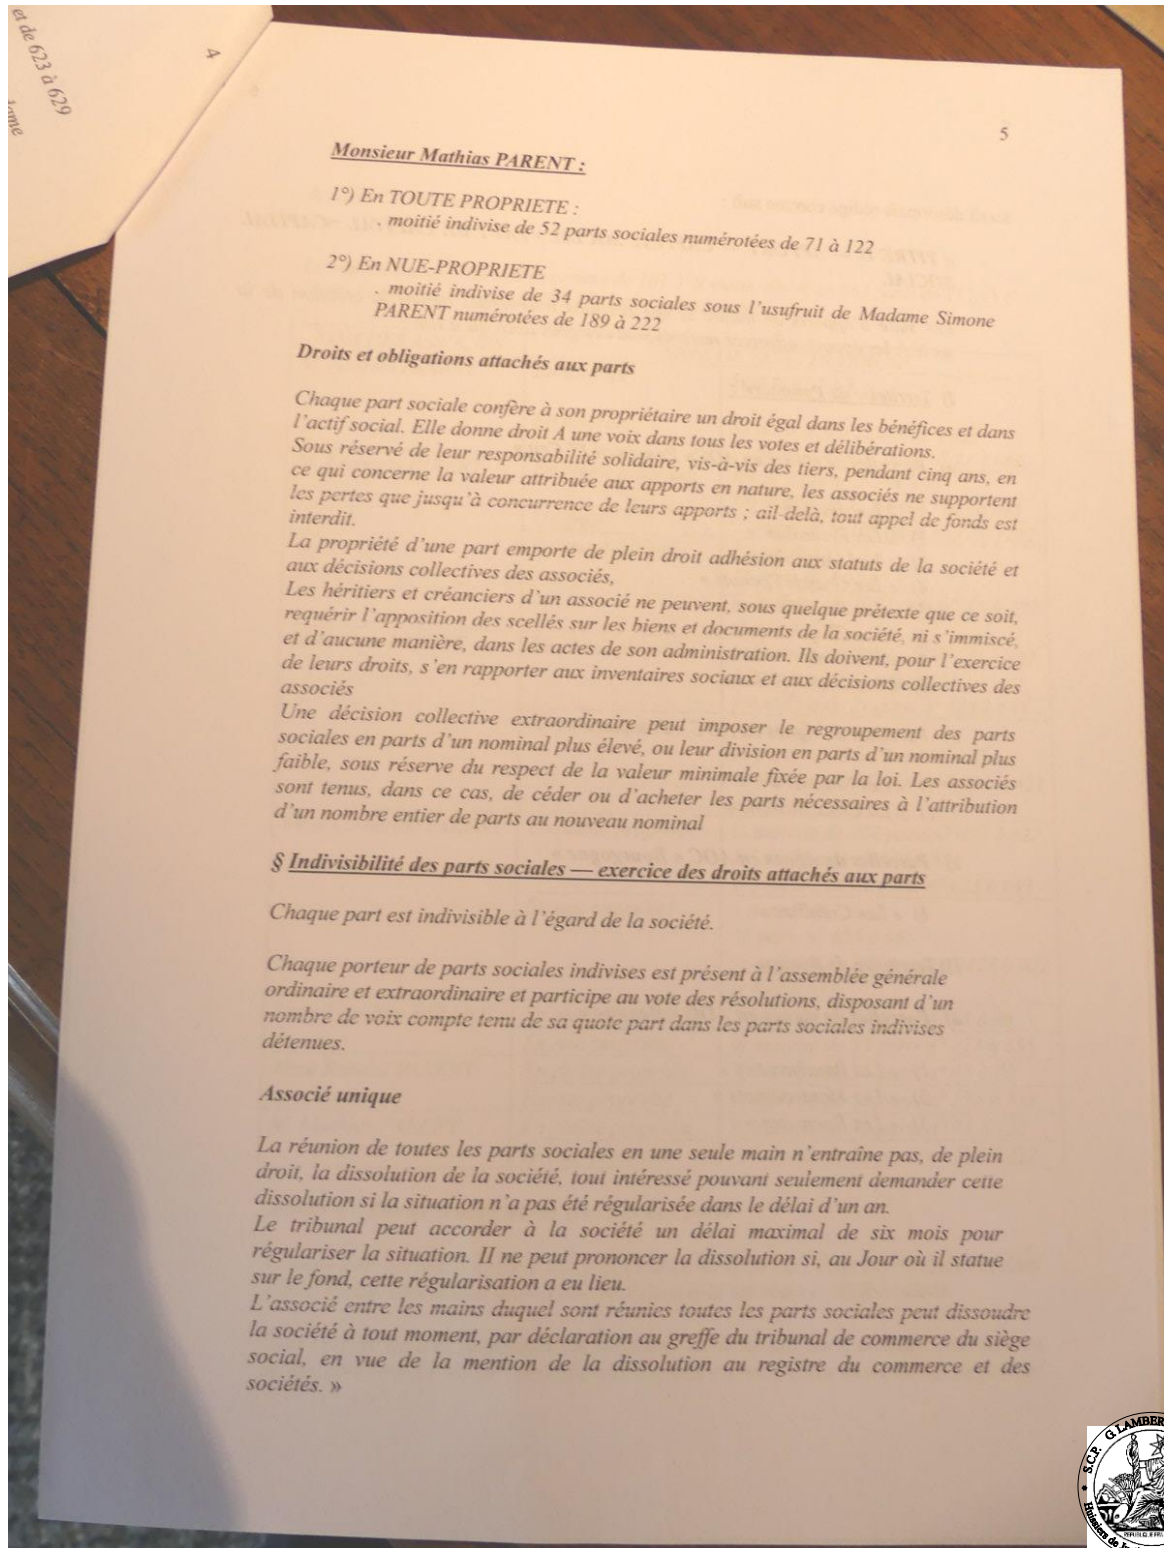 et de 623 à 629
4
5
Monsieur Mathias PARENT :
1°) En TOUTE PROPRIETE :
. moitié indivise de 52 parts sociales numérotées de 71 à 122
2°) En NUE-PROPRIETE
. moitié indivise de 34 parts sociales sous l'usufruit de Madame Simone
PARENT numérotées de 189 à 222
Droits et obligations attachés aux parts
Chaque part sociale confère à son propriétaire un droit égal dans les bénéfices et dans
l'actif social. Elle donne droit A une voix dans tous les votes et délibérations.
Sous réservé de leur responsabilité solidaire, vis-à-vis des tiers, pendant cinq ans, en
ce qui concerne la valeur attribuée aux apports en nature, les associés ne supportent
les pertes que jusqu'à concurrence de leurs apports ; ail-delà, tout appel de fonds est
interdit.
La propriété d'une part emporte de plein droit adhésion aux statuts de la société et
aux décisions collectives des associés,
Les héritiers et créanciers d'un associé ne peuvent, sous quelque prétexte que ce soit,
requérir l'apposition des scellés sur les biens et documents de la société, ni s'immiscé,
et d'aucune manière, dans les actes de son administration. Ils doivent, pour l'exercice
de leurs droits, s'en rapporter aux inventaires sociaux et aux décisions collectives des
associés
Une décision collective extraordinaire peut imposer le regroupement des parts
sociales en parts d'un nominal plus élevé, ou leur division en parts d'un nominal plus
faible, sous réserve du respect de la valeur minimale fixée par la loi. Les associés
sont tenus, dans ce cas, de céder ou d'acheter les parts nécessaires à l'attribution
d'un nombre entier de parts au nouveau nominal
§ Indivisibilité des parts sociales — exercice des droits attachés aux parts
Chaque part est indivisible à l'égard de la société.
Chaque porteur de parts sociales indivises est présent à l'assemblée générale
ordinaire et extraordinaire et participe au vote des résolutions, disposant d'un
nombre de voix compte tenu de sa quote part dans les parts sociales indivises
détenues.
Associé unique
La réunion de toutes les parts sociales en une seule main n'entraîne pas, de plein
droit, la dissolution de la société, tout intéressé pouvant seulement demander cette
dissolution si la situation n'a pas été régularisée dans le délai d'un an.
Le tribunal peut accorder à la société un délai maximal de six mois pour
régulariser la situation. II ne peut prononcer la dissolution si, au Jour où il statue
sur le fond, cette régularisation a eu lieu.
L'associé entre les mains duquel sont réunies toutes les parts sociales peut dissoudre
la société à tout moment, par déclaration au greffe du tribunal de commerce du siège
social, en vue de la mention de la dissolution au registre du commerce et des
sociétés. »
S.C.P. G LAMBER
Huissiers de